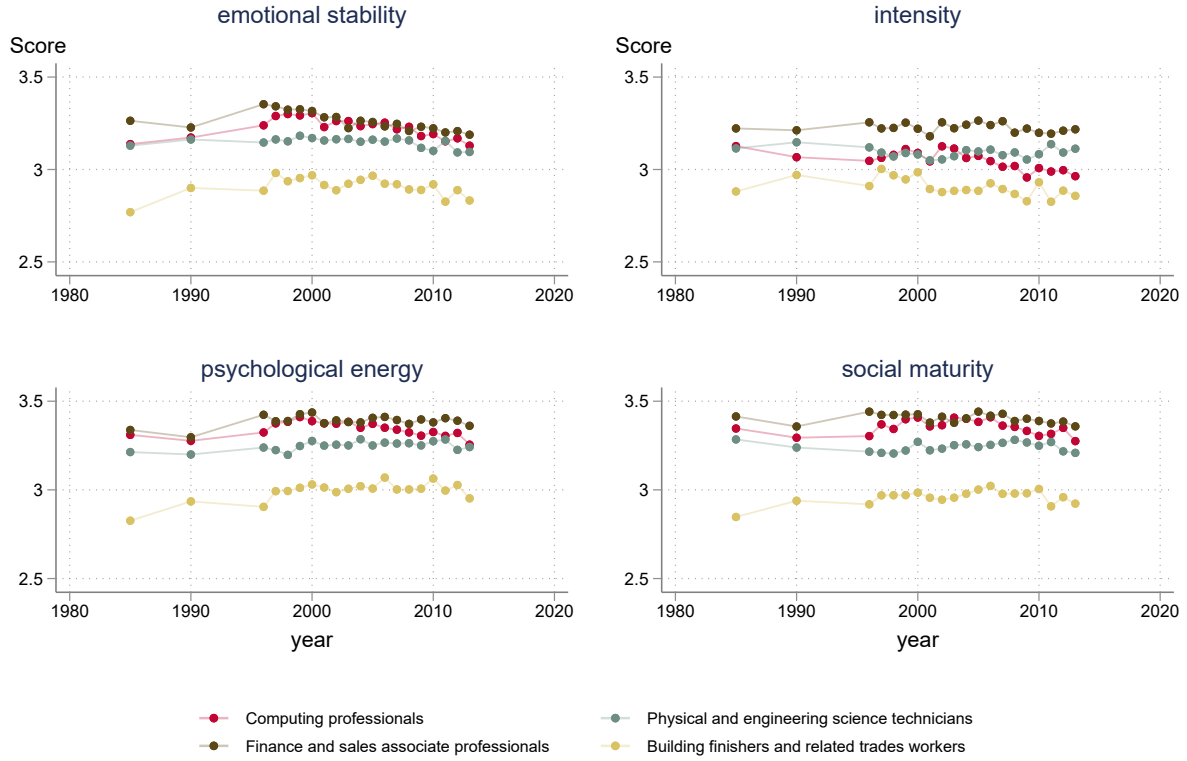 emotional stability
intensity
Score
Score
3.5
3
2.5
1980 1990 2000 2010 2020
3.5
3
2.5
1980 1990 2000 2010 2020
psychological energy
social maturity
3.5
3
2.5
1980 1990 2000 2010 2020
year
3.5
3
2.5
1980 1990 2000 2010 2020
year
Computing professionals
Physical and engineering science technicians
Finance and sales associate professionals
Building finishers and related trades workers